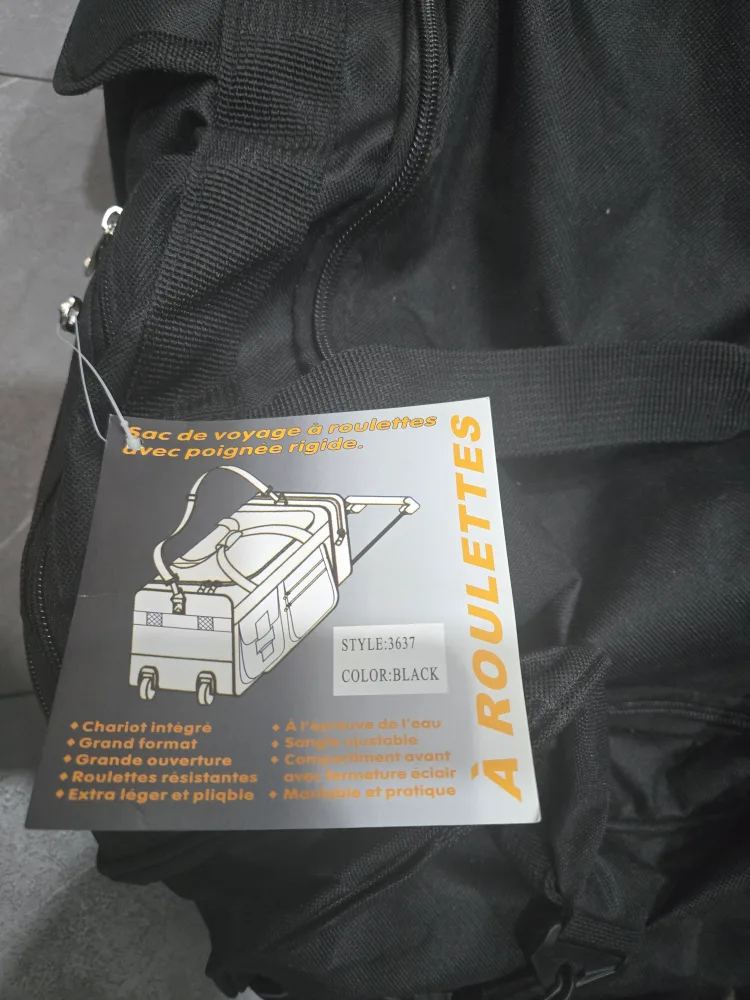 Sac de voyage à roulettes
avec poignee rigide.
À ROULETTES
STYLE:3637
COLOR:BLACK
Chariot intégré
Grand format
Grande ouverture
Roulettes résistantes
Extra léger et pliqble
À l'épreuve de l'eau
Sangle ajustable
Compartiment avant
avec fermeture éclair
Maniable et pratique